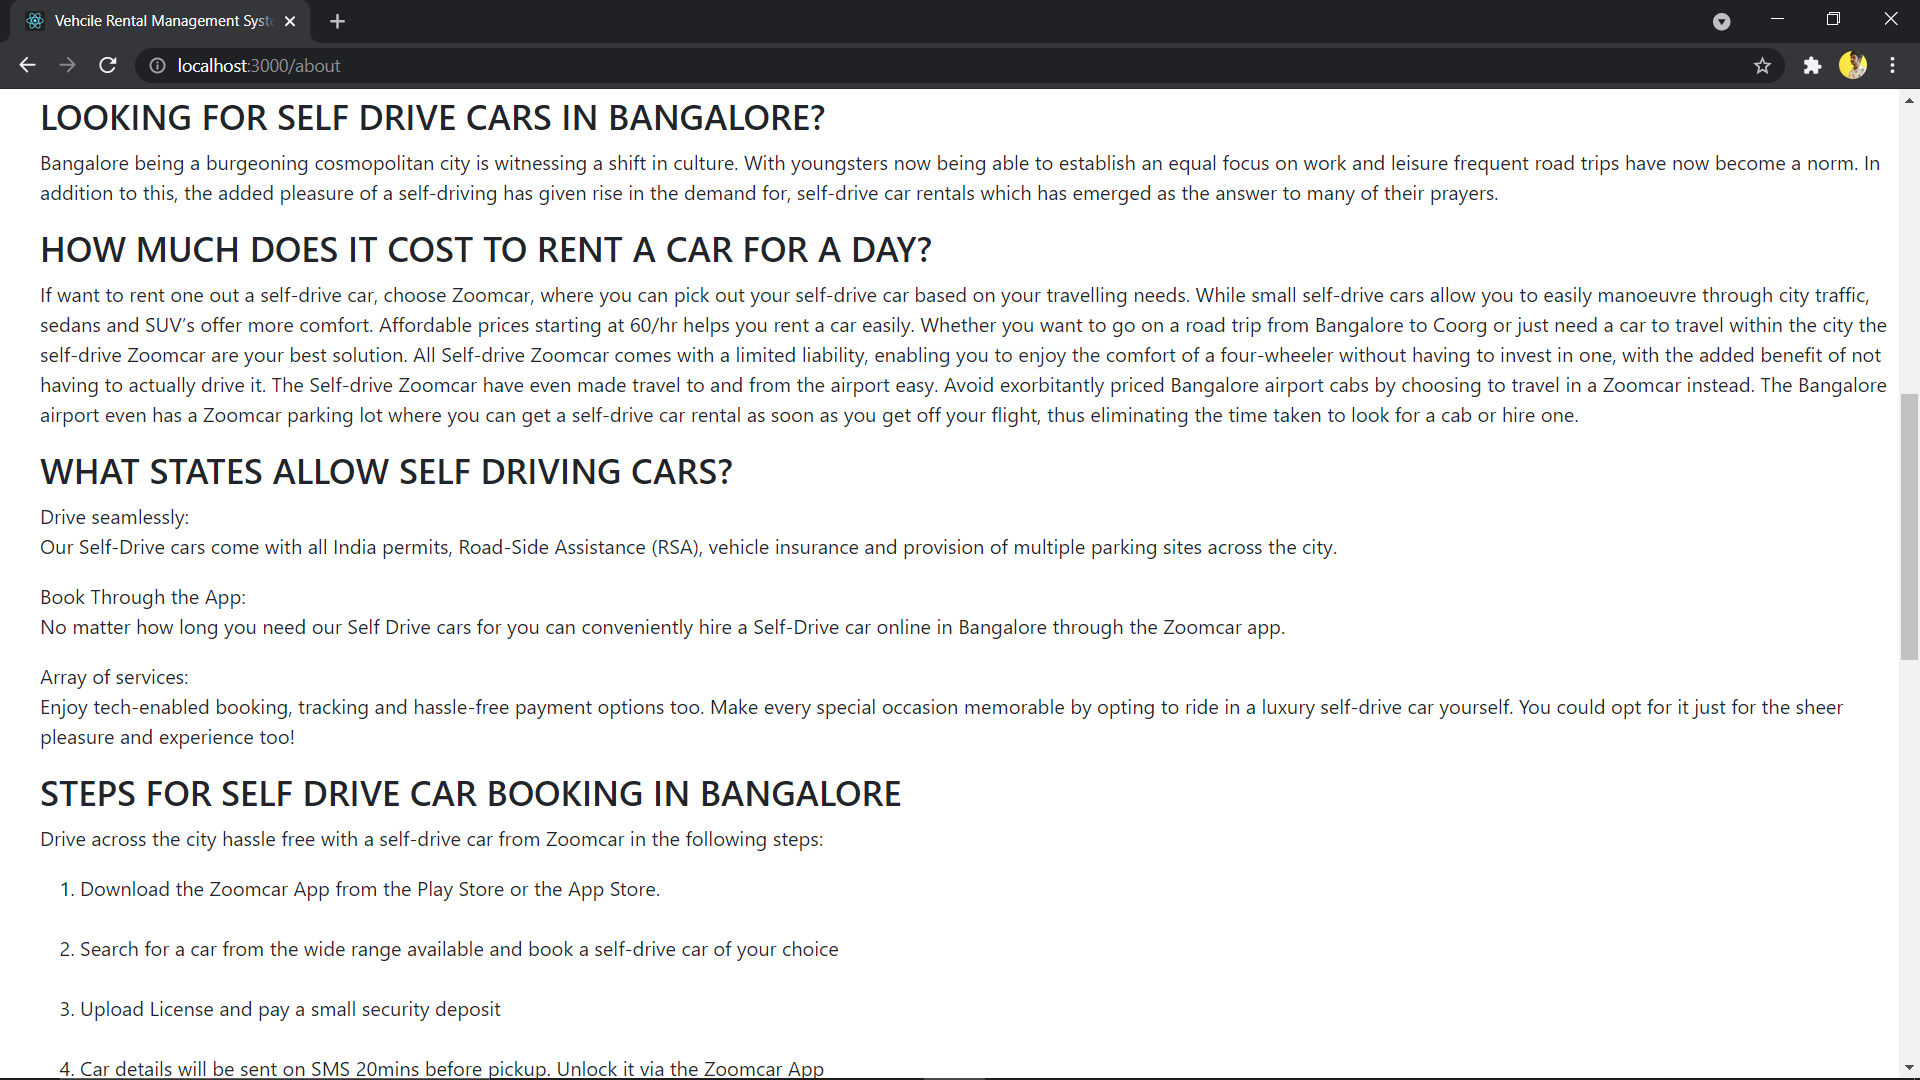 Vehcile Rental Management Syst
localhost:3000/about
LOOKING FOR SELF DRIVE CARS IN BANGALORE?
Bangalore being a burgeoning cosmopolitan city is witnessing a shift in culture. With youngsters now being able to establish an equal focus on work and leisure frequent road trips have now become a norm. In
addition to this, the added pleasure of a self-driving has given rise in the demand for, self-drive car rentals which has emerged as the answer to many of their prayers.
HOW MUCH DOES IT COST TO RENT A CAR FOR A DAY?
If want to rent one out a self-drive car, choose Zoomcar, where you can pick out your self-drive car based on your travelling needs. While small self-drive cars allow you to easily manoeuvre through city traffic,
sedans and SUV’s offer more comfort. Affordable prices starting at 60/hr helps you rent a car easily. Whether you want to go on a road trip from Bangalore to Coorg or just need a car to travel within the city the
self-drive Zoomcar are your best solution. All Self-drive Zoomcar comes with a limited liability, enabling you to enjoy the comfort of a four-wheeler without having to invest in one, with the added benefit of not
having to actually drive it. The Self-drive Zoomcar have even made travel to and from the airport easy. Avoid exorbitantly priced Bangalore airport cabs by choosing to travel in a Zoomcar instead. The Bangalore
airport even has a Zoomcar parking lot where you can get a self-drive car rental as soon as you get off your flight, thus eliminating the time taken to look for a cab or hire one.
WHAT STATES ALLOW SELF DRIVING CARS?
Drive seamlessly:
Our Self-Drive cars come with all India permits, Road-Side Assistance (RSA), vehicle insurance and provision of multiple parking sites across the city.
Book Through the App:
No matter how long you need our Self Drive cars for you can conveniently hire a Self-Drive car online in Bangalore through the Zoomcar app.
Array of services:
Enjoy tech-enabled booking, tracking and hassle-free payment options too. Make every special occasion memorable by opting to ride in a luxury self-drive car yourself. You could opt for it just for the sheer
pleasure and experience too!
STEPS FOR SELF DRIVE CAR BOOKING IN BANGALORE
Drive across the city hassle free with a self-drive car from Zoomcar in the following steps:
1. Download the Zoomcar App from the Play Store or the App Store.
2. Search for a car from the wide range available and book a self-drive car of your choice
3. Upload License and pay a small security deposit
4. Car details will be sent on SMS 20mins before pickup. Unlock it via the Zoomcar App